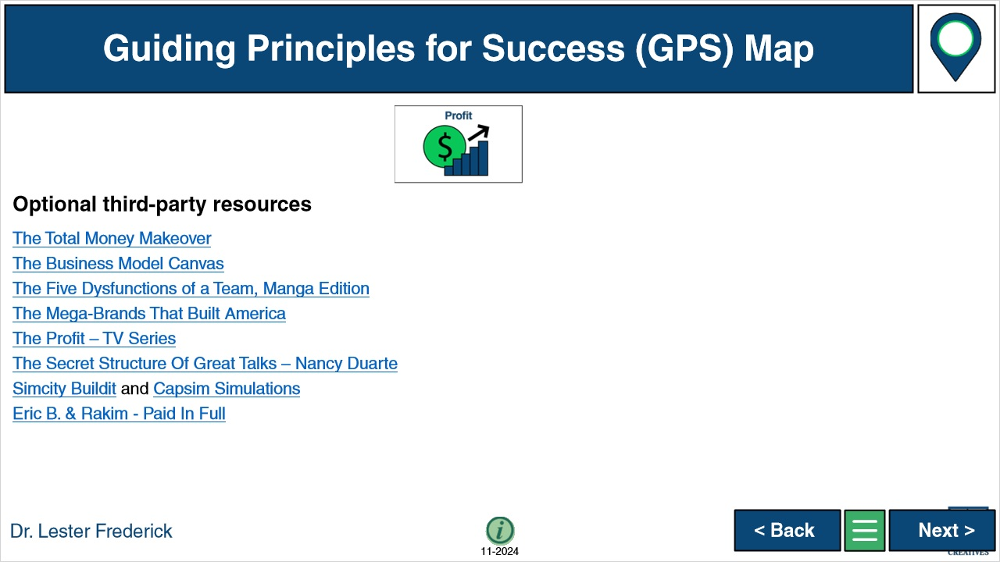 Guiding Principles for Success (GPS) Map
Profit
$
Optional third-party resources
The Total Money Makeover
The Business Model Canvas
The Five Dysfunctions of a Team, Manga Edition
The Mega-Brands That Built America
The Profit – TV Series
The Secret Structure Of Great Talks – Nancy Duarte
Simcity Buildit and Capsim Simulations
Eric B. & Rakim - Paid In Full
Dr. Lester Frederick
i
11-2024
< Back
Next >
CREATIVES